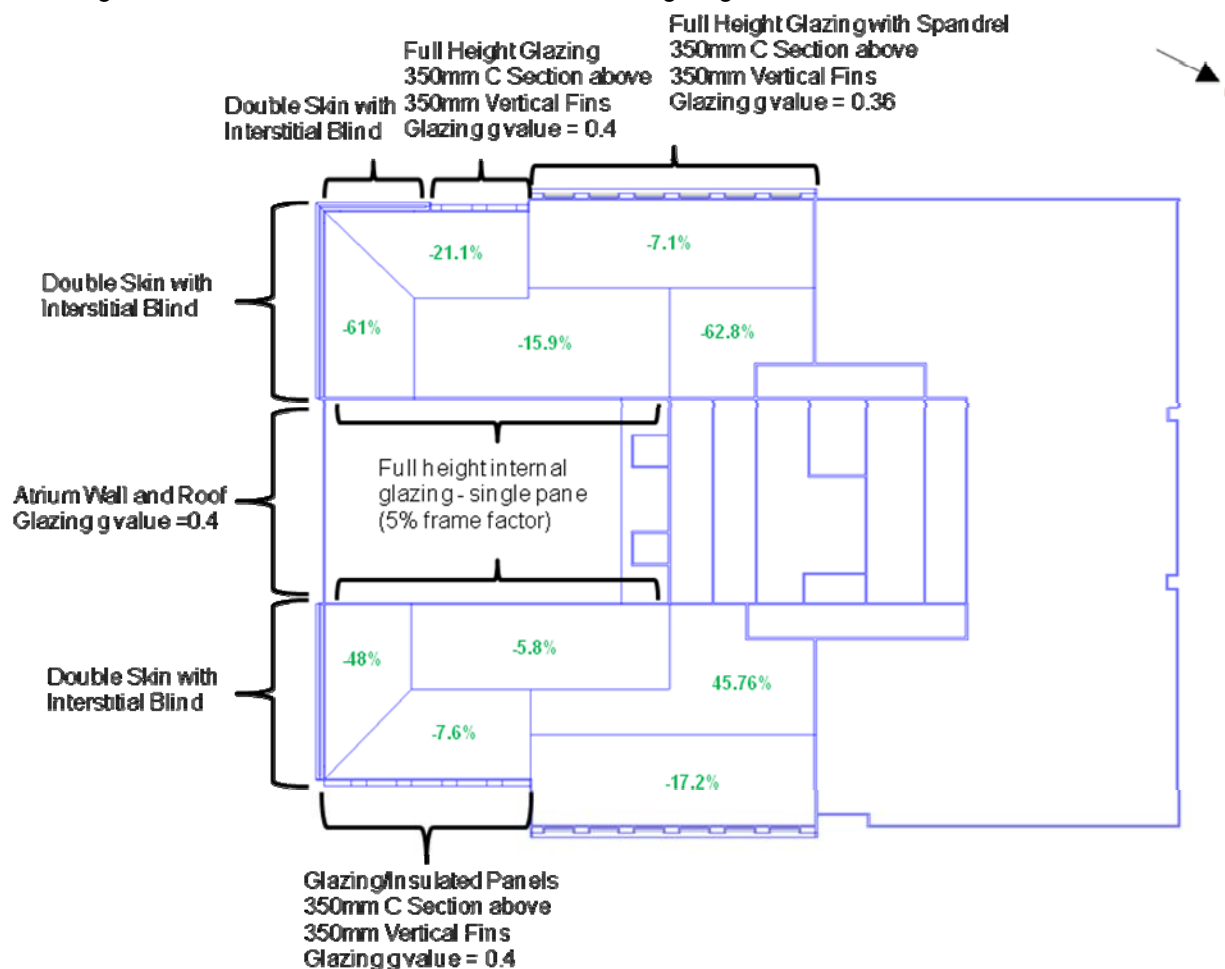 Full Height Glazing with Spandrel
350mm C Section above
350mm Vertical Fins
Glazing g value = 0.36
Full Height Glazing
350mm C Section above
350mm Vertical Fins
Glazing g value = 0.4
Double Skin with
Interstitial Blind
-21.1%
-7.1%
Double Skin with
Interstitial Blind
-61%
-15.9%
-62.8%
Full height internal
glazing - single pane
(5% frame factor)
Atrium Wall and Roof
Glazing g value =0.4
-48%
-5.8%
45.76%
Double Skin with
Interstitial Blind
-7.6%
-17.2%
Glazing/Insulated Panels
350mm C Section above
350mm Vertical Fins
Glazing g value = 0.4